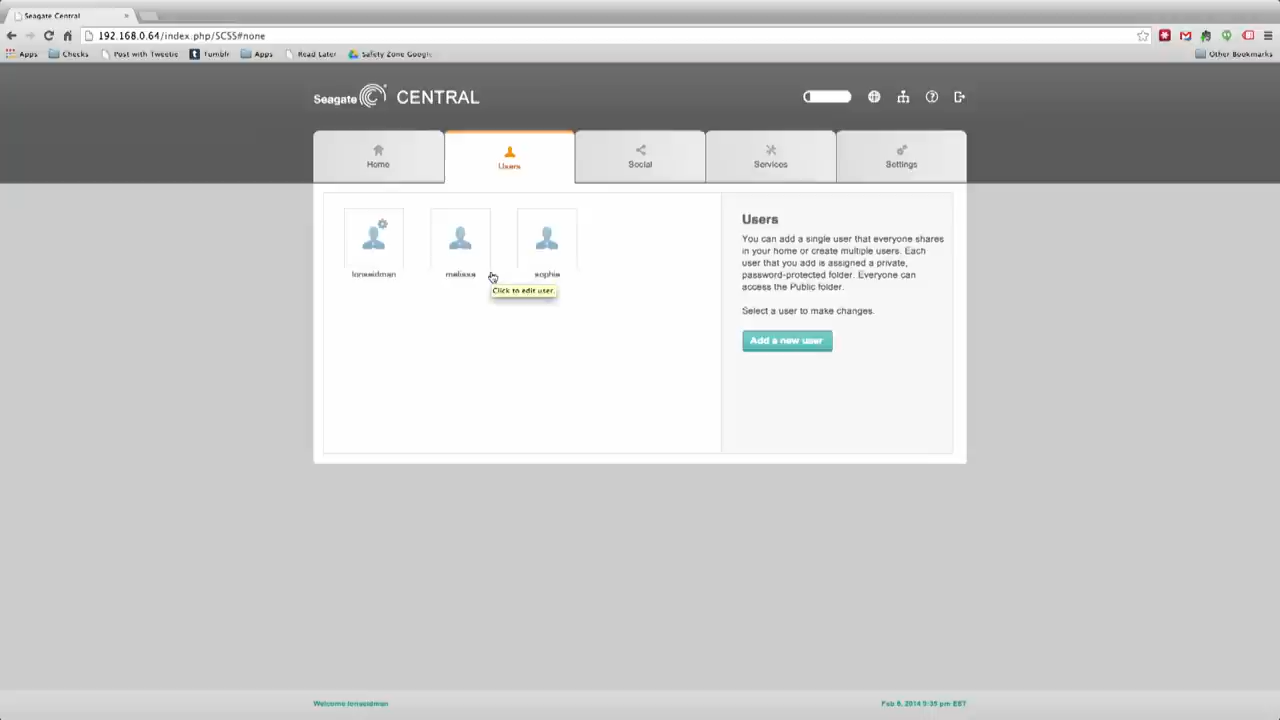 Seagate Central
192.168.0.64/index.php/SCSS#none
Apps
Checks
Post with Tweetie
Tumblr
Apps
Read Later
Safety Zone Googl
Other Bookmarks
Seagate CENTRAL
Home
Users
Social
Services
Settings
lonseidman
melissa
sophie
Click to edit user.
Users
You can add a single user that everyone shares
in your home or create multiple users. Each
user that you add is assigned a private,
password-protected folder. Everyone can
access the Public folder.
Select a user to make changes.
Add a new user
Welcome lonseidman
Feb 8, 2014 9:35 pm EST